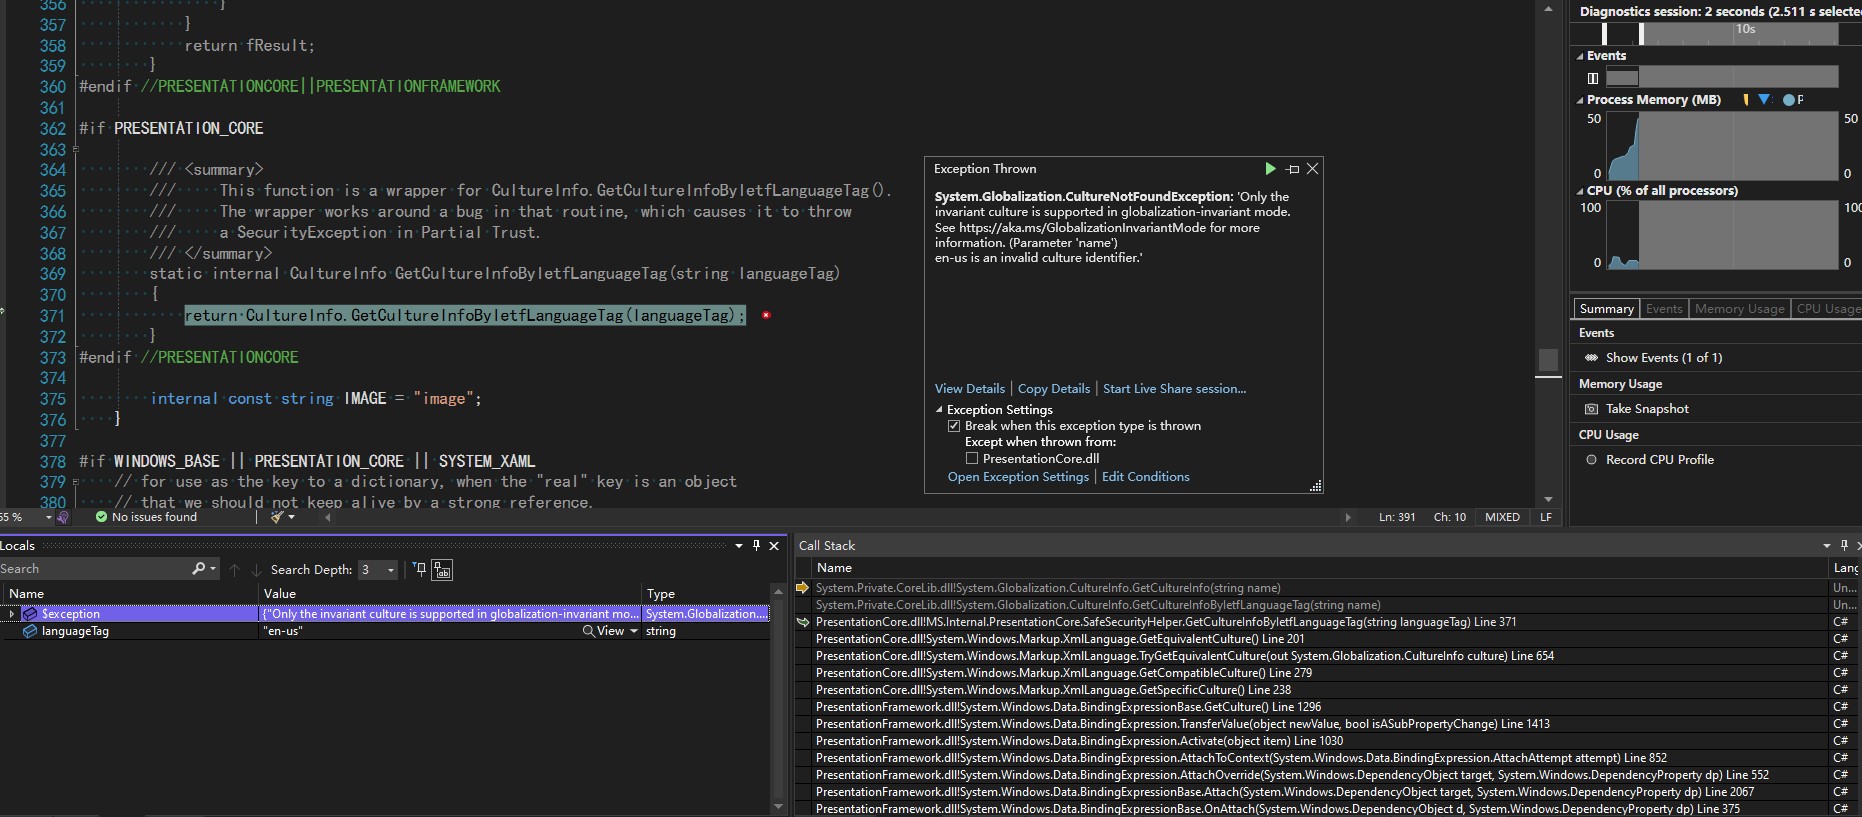 356 }
357 }
358 return fResult;
359 }
360 #endif //PRESENTATIONCORE||PRESENTATIONFRAMEWORK
361
362 #if PRESENTATION_CORE
363
364 /// <summary>
365 /// This function is a wrapper for CultureInfo.GetCultureInfoByIetfLanguageTag().
366 /// The wrapper works around a bug in that routine, which causes it to throw
367 /// a SecurityException in Partial Trust.
368 /// </summary>
369 static internal CultureInfo GetCultureInfoByIetfLanguageTag(string languageTag)
370 {
371 return CultureInfo.GetCultureInfoByIetfLanguageTag(languageTag);
372 }
373 #endif //PRESENTATIONCORE
374
375 internal const string IMAGE = "image";
376 }
377
378 #if WINDOWS_BASE || PRESENTATION_CORE || SYSTEM_XAML
379 // for use as the key to a dictionary, when the "real" key is an object
380 // that we should not keep alive by a strong reference.
55 %
No issues found
Ln: 391 Ch: 10 MIXED LF
Exception Thrown
System.Globalization.CultureNotFoundException: 'Only the
invariant culture is supported in globalization-invariant mode.
See https://aka.ms/GlobalizationInvariantMode for more
information. (Parameter 'name')
en-us is an invalid culture identifier.'
View Details | Copy Details | Start Live Share session...
Exception Settings
Break when this exception type is thrown
Except when thrown from:
PresentationCore.dll
Open Exception Settings | Edit Conditions
Diagnostics session: 2 seconds (2.511 s selecte
10s
Events
Process Memory (MB) P
50 50
0 0
CPU (% of all processors)
100 100
0 0
Summary Events Memory Usage CPU Usage
Events
Show Events (1 of 1)
Memory Usage
Take Snapshot
CPU Usage
Record CPU Profile
Locals
Search Search Depth: 3
Name Value Type
$exception {"Only the invariant culture is supported in globalization-invariant mo... System.Globalization....
languageTag "en-us" View string
Call Stack
Name Lang
System.Private.CoreLib.dll!System.Globalization.CultureInfo.GetCultureInfo(string name) Un...
System.Private.CoreLib.dll!System.Globalization.CultureInfo.GetCultureInfoByIetfLanguageTag(string name) Un...
PresentationCore.dll!MS.Internal.PresentationCore.SafeSecurityHelper.GetCultureInfoByIetfLanguageTag(string languageTag) Line 371 C#
PresentationCore.dll!System.Windows.Markup.XmlLanguage.GetEquivalentCulture() Line 201 C#
PresentationCore.dll!System.Windows.Markup.XmlLanguage.TryGetEquivalentCulture(out System.Globalization.CultureInfo culture) Line 654 C#
PresentationCore.dll!System.Windows.Markup.XmlLanguage.GetCompatibleCulture() Line 279 C#
PresentationCore.dll!System.Windows.Markup.XmlLanguage.GetSpecificCulture() Line 238 C#
PresentationFramework.dll!System.Windows.Data.BindingExpressionBase.GetCulture() Line 1296 C#
PresentationFramework.dll!System.Windows.Data.BindingExpression.TransferValue(object newValue, bool isASubPropertyChange) Line 1413 C#
PresentationFramework.dll!System.Windows.Data.BindingExpression.Activate(object item) Line 1030 C#
PresentationFramework.dll!System.Windows.Data.BindingExpression.AttachToContext(System.Windows.Data.BindingExpression.AttachAttempt attempt) Line 852 C#
PresentationFramework.dll!System.Windows.Data.BindingExpression.AttachOverride(System.Windows.DependencyObject target, System.Windows.DependencyProperty dp) Line 552 C#
PresentationFramework.dll!System.Windows.Data.BindingExpressionBase.Attach(System.Windows.DependencyObject target, System.Windows.DependencyProperty dp) Line 2067 C#
PresentationFramework.dll!System.Windows.Data.BindingExpressionBase.OnAttach(System.Windows.DependencyObject d, System.Windows.DependencyProperty dp) Line 375 C#